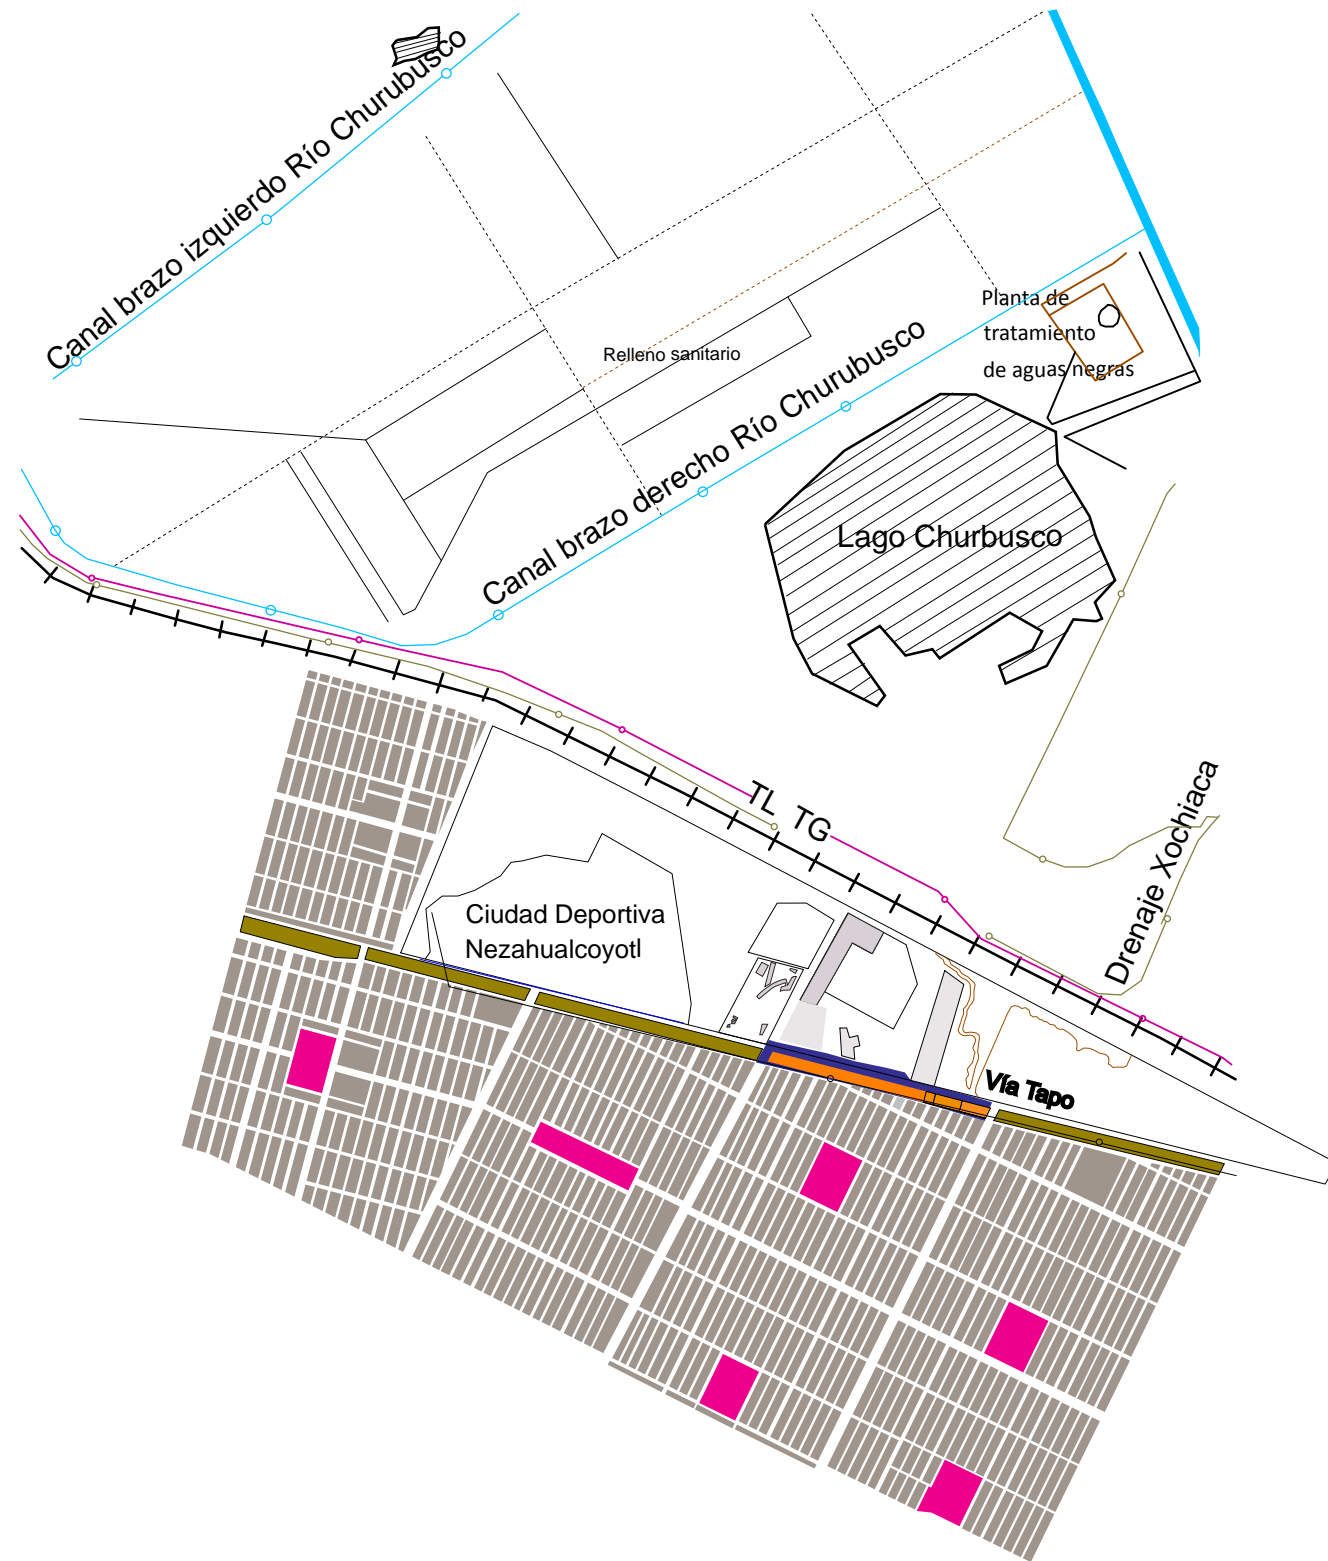 Canal brazo izquierdo Río Churubusco
Planta de
tratamiento
de aguas negras
Relleno sanitario
Canal brazo derecho Río Churubusco
Lago Churbusco
TL TG
Drenaje Xochiaca
Ciudad Deportiva
Nezahualcoyotl
Vía Tapo